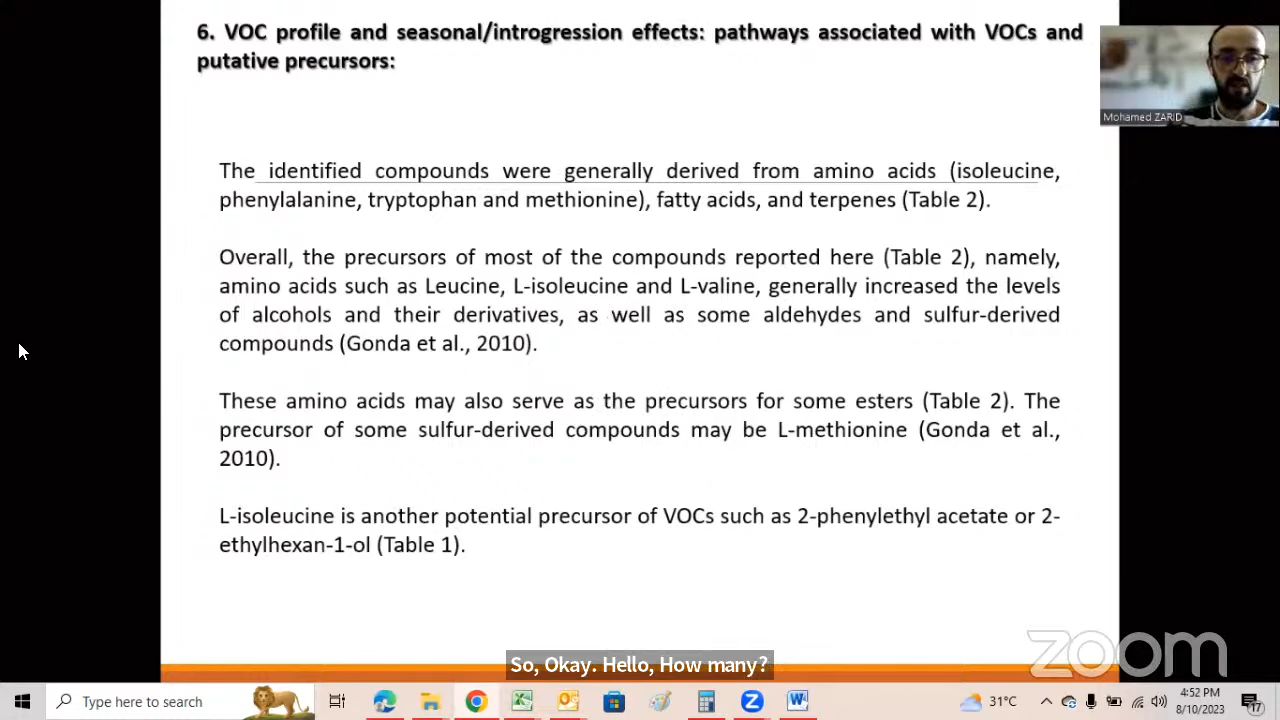 6. VOC profile and seasonal/introgression effects: pathways associated with VOCs and
putative precursors:
Mohamed ZARID
The identified compounds were generally derived from amino acids (isoleucine,
phenylalanine, tryptophan and methionine), fatty acids, and terpenes (Table 2).
Overall, the precursors of most of the compounds reported here (Table 2), namely,
amino acids such as Leucine, L-isoleucine and L-valine, generally increased the levels
of alcohols and their derivatives, as well as some aldehydes and sulfur-derived
compounds (Gonda et al., 2010).
These amino acids may also serve as the precursors for some esters (Table 2). The
precursor of some sulfur-derived compounds may be L-methionine (Gonda et al.,
2010).
L-isoleucine is another potential precursor of VOCs such as 2-phenylethyl acetate or 2-
ethylhexan-1-ol (Table 1).
zoom
So, Okay. Hello, How many?
Type here to search
31°C
4:52 PM
8/10/2023
17